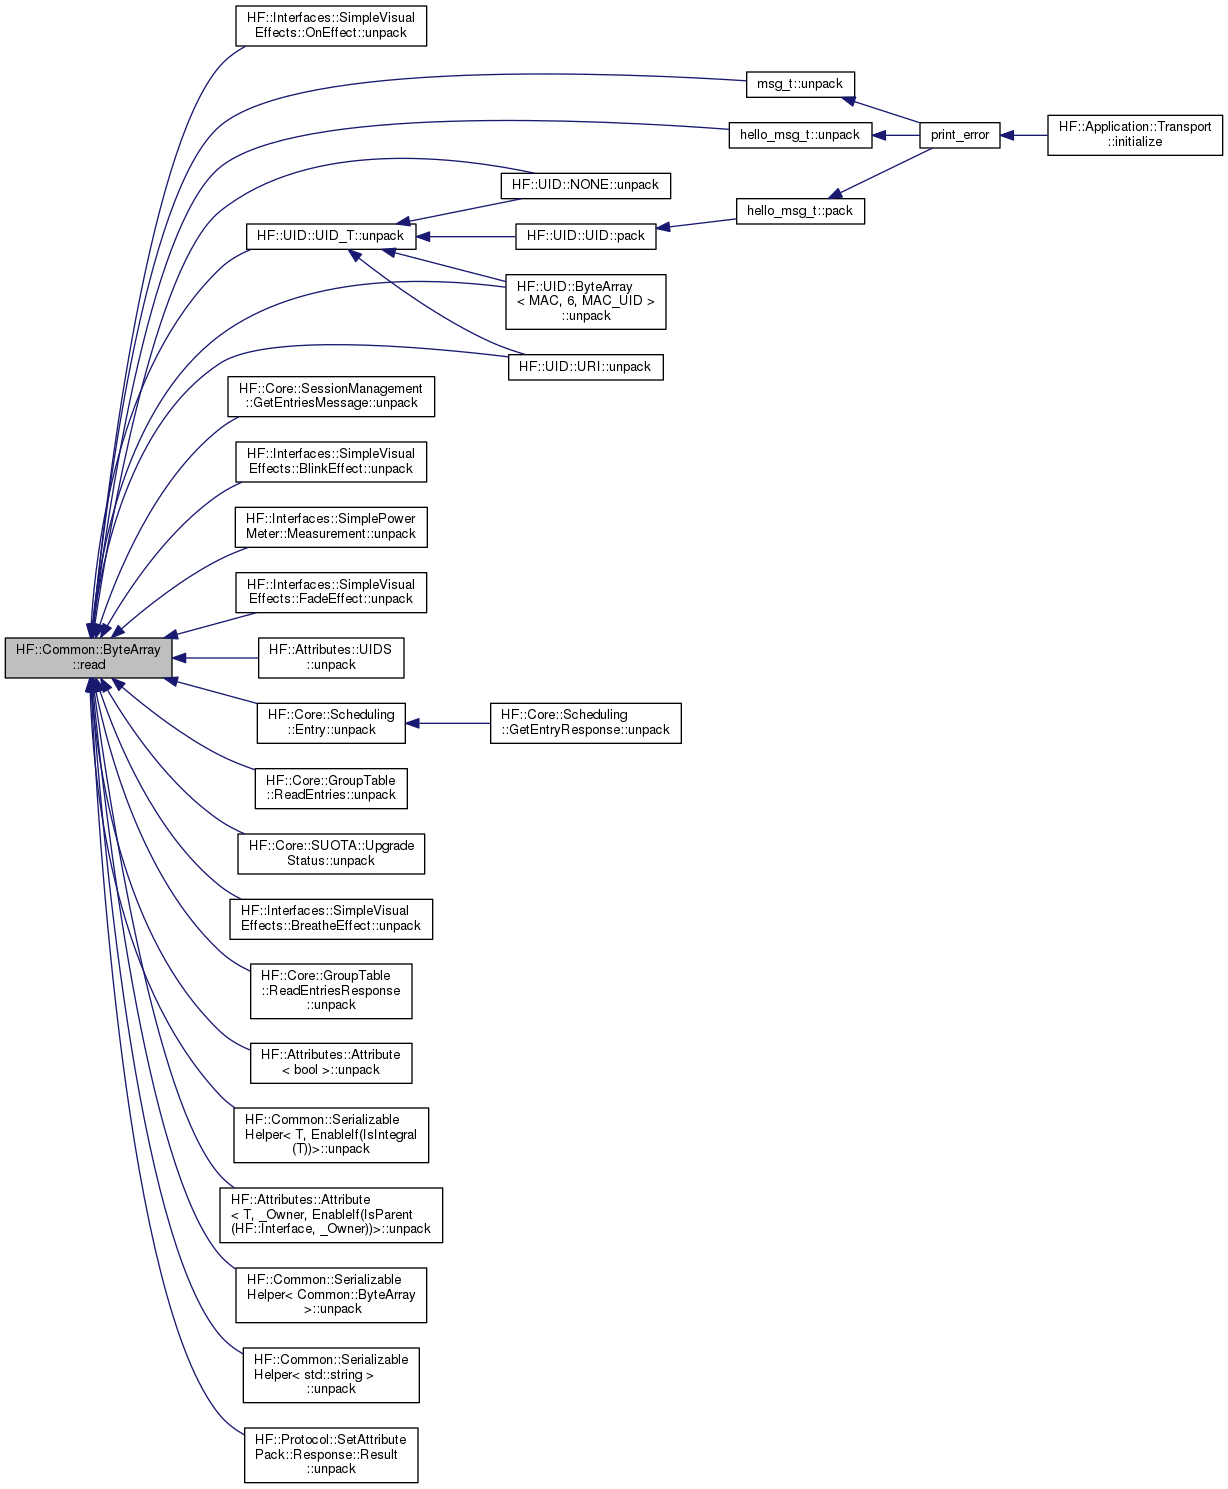 HF::Interfaces::SimpleVisual
Effects::OnEffect::unpack
msg_t::unpack
hello_msg_t::unpack
print_error
HF::Application::Transport
::initialize
HF::UID::NONE::unpack
hello_msg_t::pack
HF::UID::UID_T::unpack
HF::UID::UID::pack
HF::UID::ByteArray
< MAC, 6, MAC_UID >
::unpack
HF::UID::URI::unpack
HF::Core::SessionManagement
::GetEntriesMessage::unpack
HF::Interfaces::SimpleVisual
Effects::BlinkEffect::unpack
HF::Interfaces::SimplePower
Meter::Measurement::unpack
HF::Interfaces::SimpleVisual
Effects::FadeEffect::unpack
HF::Common::ByteArray
::read
HF::Attributes::UIDS
::unpack
HF::Core::Scheduling
::Entry::unpack
HF::Core::Scheduling
::GetEntryResponse::unpack
HF::Core::GroupTable
::ReadEntries::unpack
HF::Core::SUOTA::Upgrade
Status::unpack
HF::Interfaces::SimpleVisual
Effects::BreatheEffect::unpack
HF::Core::GroupTable
::ReadEntriesResponse
::unpack
HF::Attributes::Attribute
< bool >::unpack
HF::Common::Serializable
Helper< T, EnableIf(IsIntegral
(T))>::unpack
HF::Attributes::Attribute
< T, _Owner, EnableIf(IsParent
(HF::Interface, _Owner))>::unpack
HF::Common::Serializable
Helper< Common::ByteArray
>::unpack
HF::Common::Serializable
Helper< std::string >
::unpack
HF::Protocol::SetAttribute
Pack::Response::Result
::unpack